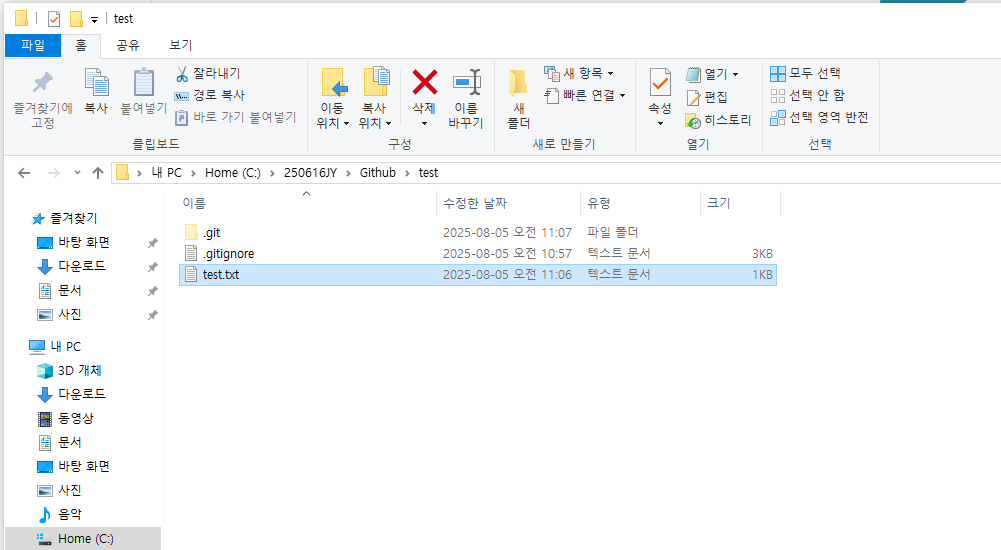 test
파일 홈 공유 보기
즐겨찾기에 고정
복사
붙여넣기
잘라내기
경로 복사
바로 가기 붙여넣기
클립보드
이동 위치
복사 위치
삭제
이름 바꾸기
구성
새 폴더
새 항목
빠른 연결
새로 만들기
속성
열기
편집
히스토리
열기
모두 선택
선택 안 함
선택 영역 반전
선택
내 PC > Home (C:) > 250616JY > Github > test
이름 수정한 날짜 유형 크기
.git 2025-08-05 오전 11:07 파일 폴더
.gitignore 2025-08-05 오전 10:57 텍스트 문서 3KB
test.txt 2025-08-05 오전 11:06 텍스트 문서 1KB
즐겨찾기
바탕 화면
다운로드
문서
사진
내 PC
3D 개체
다운로드
동영상
문서
바탕 화면
사진
음악
Home (C:)